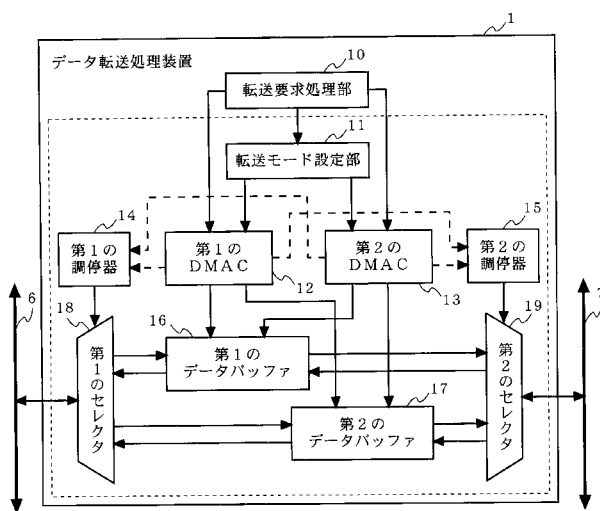 1
データ転送処理装置
10
転送要求処理部
11
転送モード設定部
14
第1の
調停器
第1の
DMAC
12
第2の
DMAC
13
15
第2の
調停器
6
18
第1のセレクタ
16
第1の
データバッファ
17
第2の
データバッファ
19
第2のセレクタ